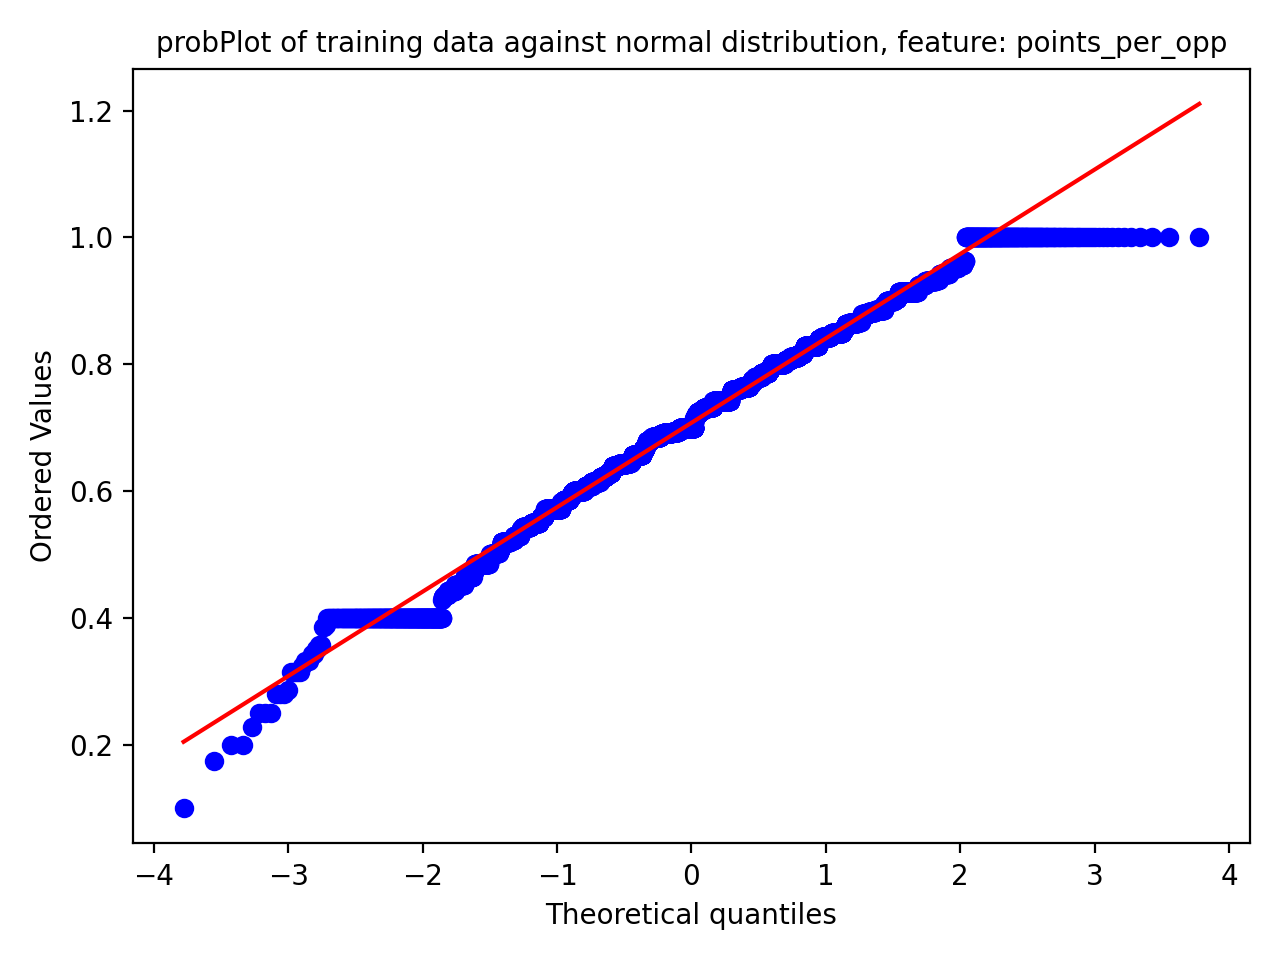 probPlot of training data against normal distribution, feature: points_per_opp
1.2
1.0
0.8
0.6
0.4
0.2
Ordered Values
−4 −3 −2 −1 0 1 2 3 4
Theoretical quantiles